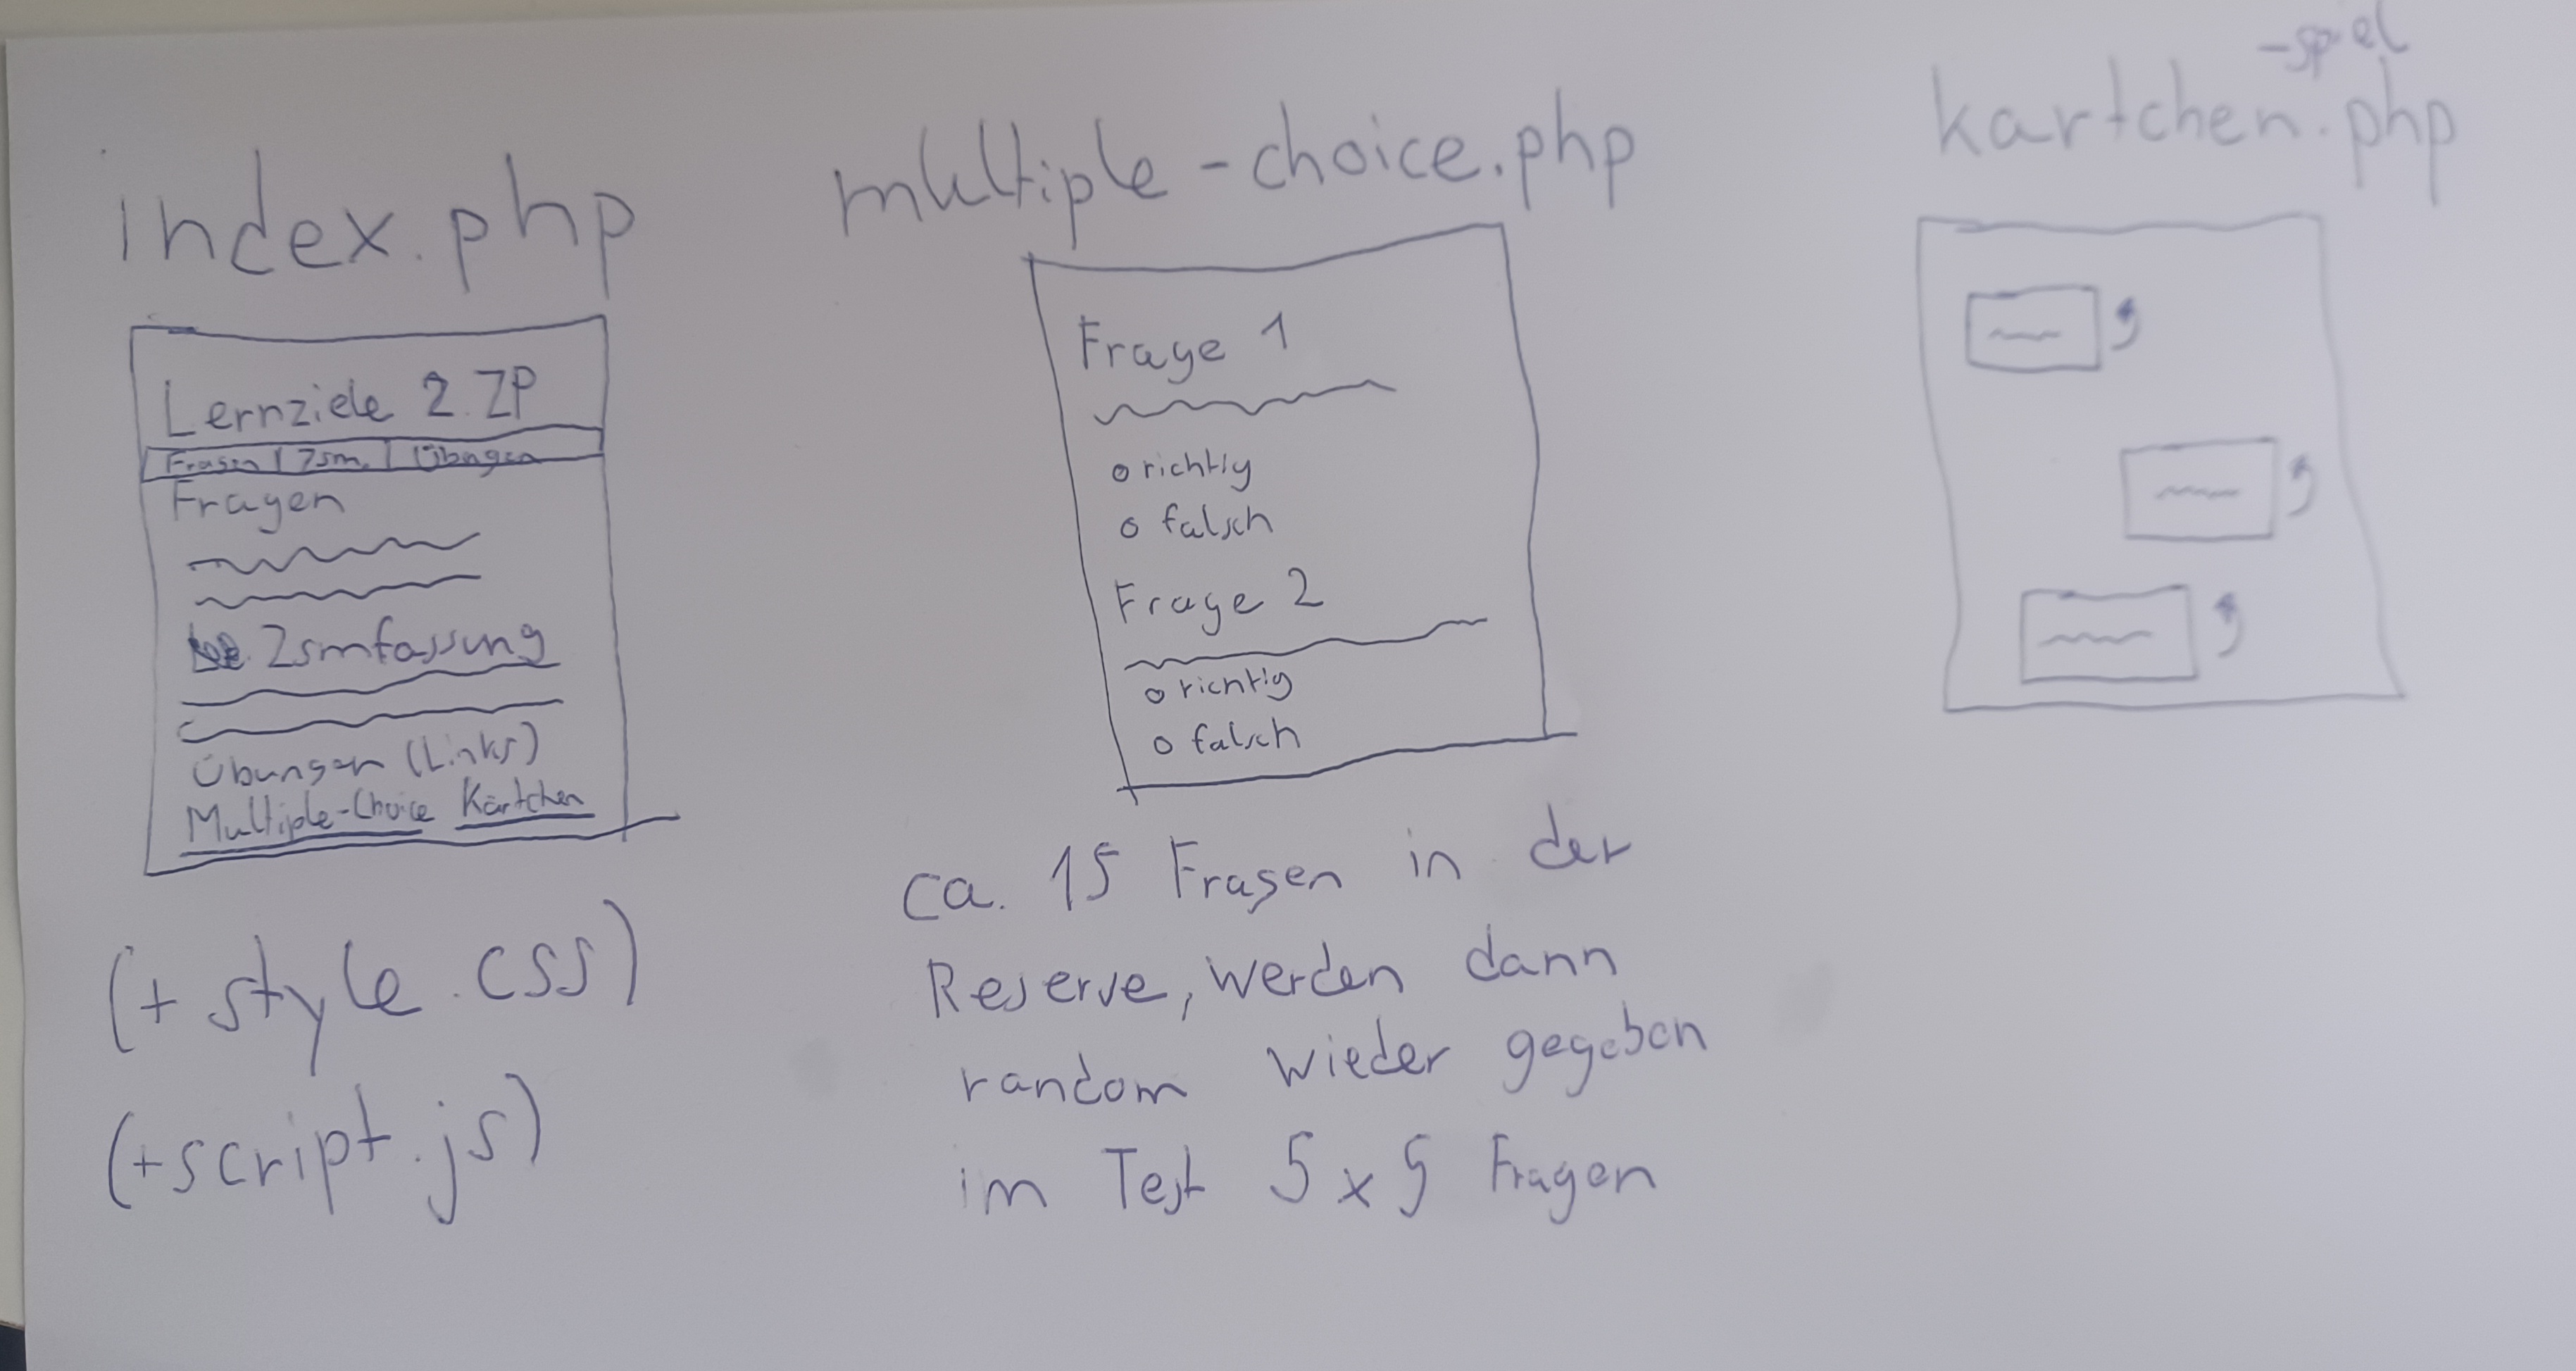 index.php
Lernziele 2. ZP
Fragen | Zsm. | Übungen
Fragen
Zsmfassung
Übungen (Links)
Multiple-Choice Kärtchen
(+ style.css)
(+script.js)
multiple-choice.php
Frage 1
o richtig
o falsch
Frage 2
o richtig
o falsch
ca. 15 Fragen in der
Reserve, werden dann
random wieder gegeben
im Test 5 x 5 Fragen
-spiel
kartchen.php